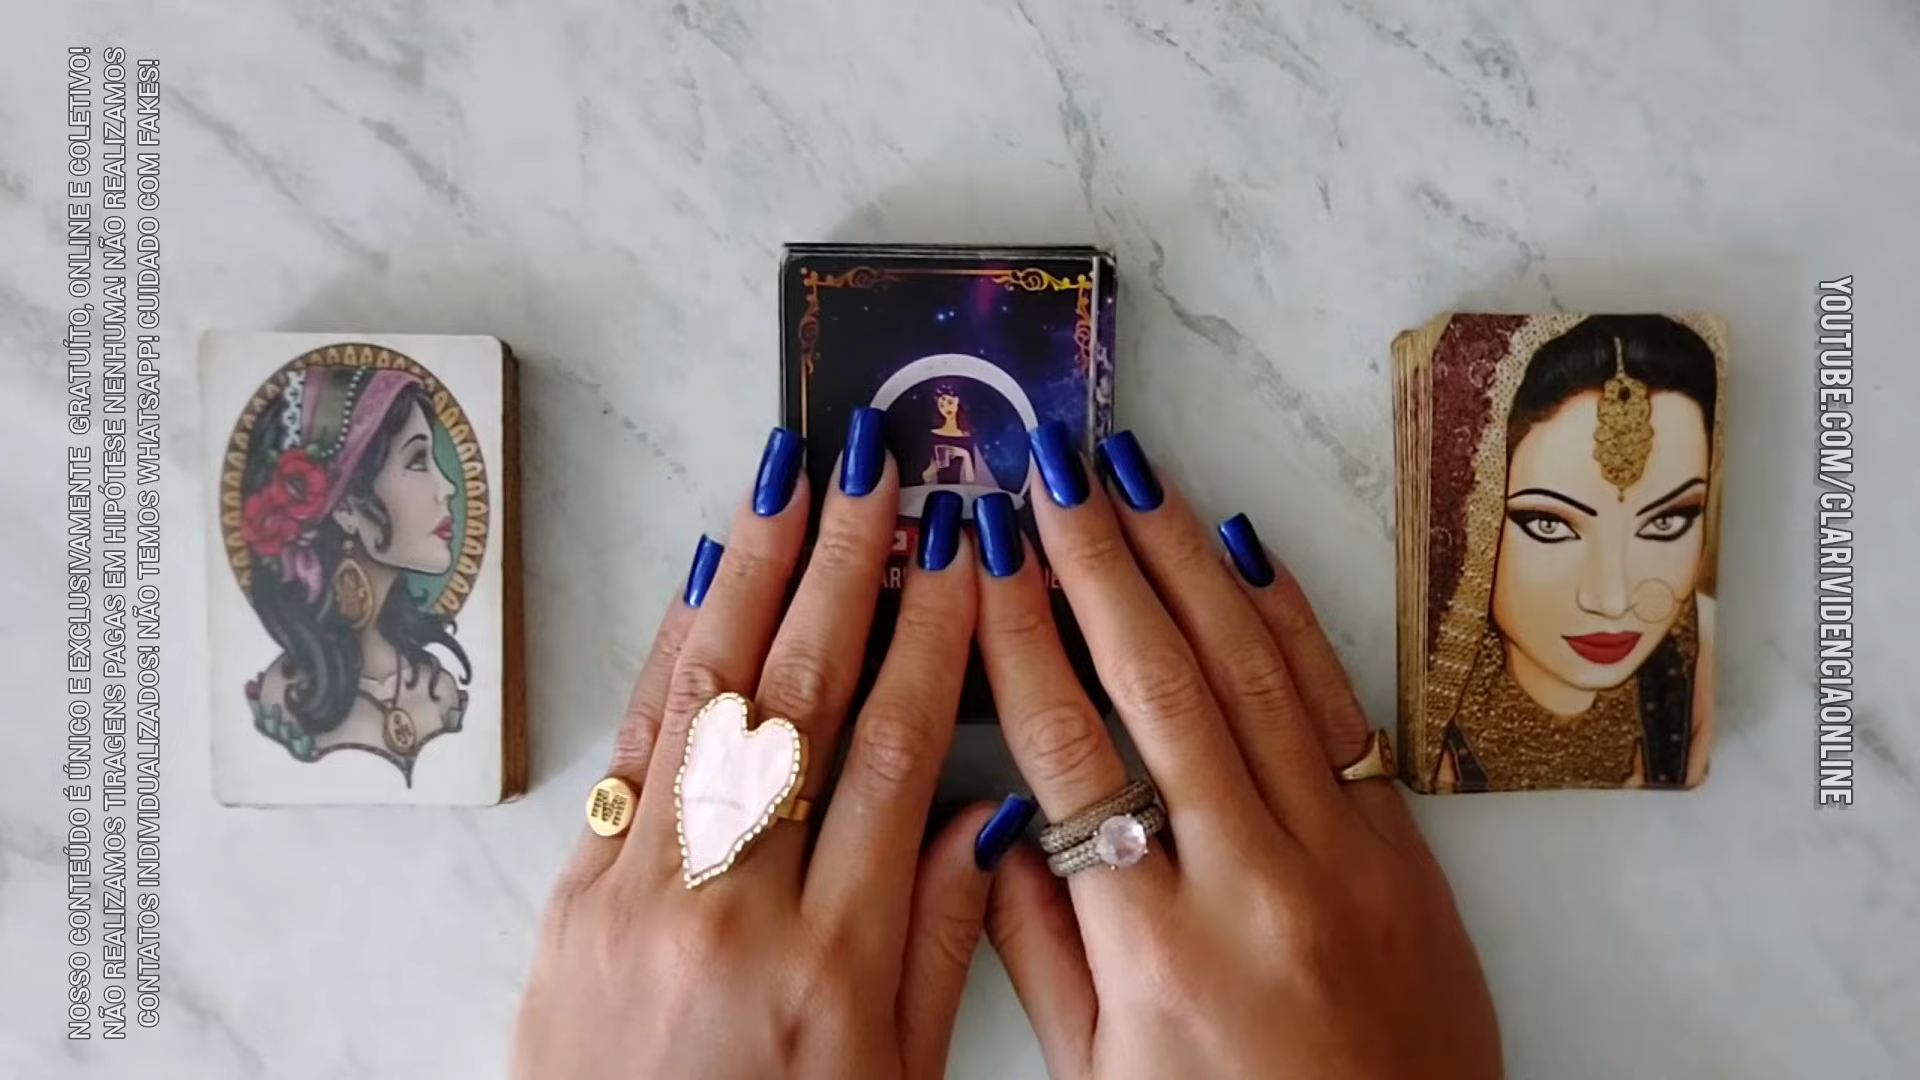 NOSSO CONTEÚDO É ÚNICO E EXCLUSIVAMENTE GRATUÍTO, ONLINE E COLETIVO!
NÃO REALIZAMOS TIRAGENS PAGAS EM HIPÓTESE NENHUMA! NÃO REALIZAMOS
CONTATOS INDIVIDUALIZADOS! NÃO TEMOS WHATSAPP! CUIDADO COM FAKES!
YOUTUBE.COM/CLARIVIDENCIAONLINE